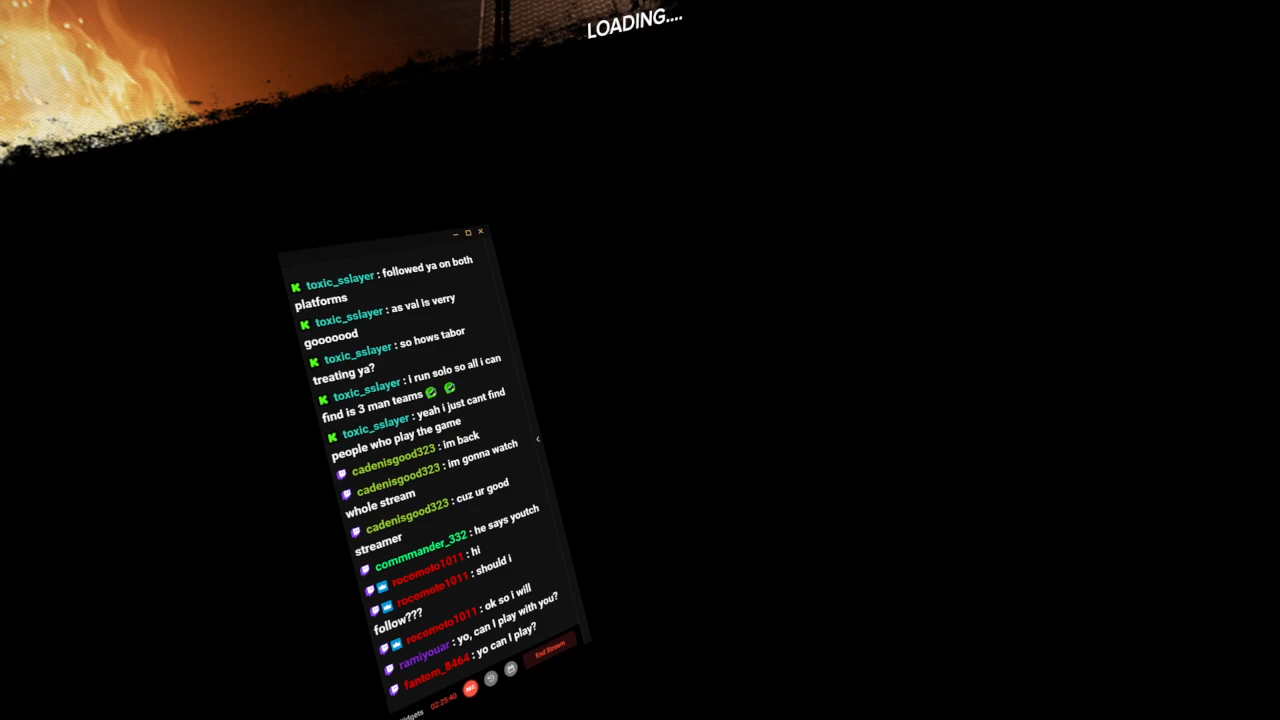 LOADING....
toxic_sslayer : followed ya on both
platforms
toxic_sslayer : as val is verry
gooooood
toxic_sslayer : so hows tabor
treating ya?
toxic_sslayer : i run solo so all i can
find is 3 man teams
toxic_sslayer : yeah i just cant find
people who play the game
cadenisgood323 : im back
cadenisgood323 : im gonna watch
whole stream
cadenisgood323 : cuz ur good
streamer
commmander_332 : he says youtch
rocomoto1011 : hi
rocomoto1011 : should i
follow???
rocomoto1011 : ok so i will
ramiyouar : yo, can I play with you?
fantom_8464 : yo can I play?
End Stream
02:25:40
REC